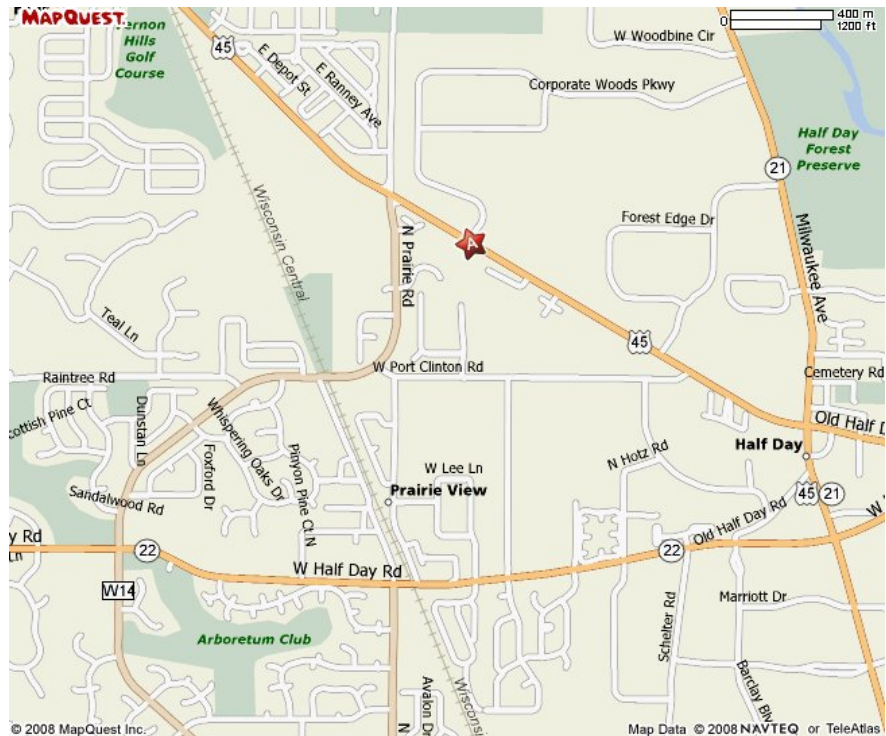 MAPQUEST
Vernon
Hills
Golf
Course
45
E Depot St
E Ranney Ave
W Woodbine Cir
0
400 m
1200 ft
Corporate Woods Pkwy
Half Day
Forest
Preserve
21
Wisconsin Central
N Prairie Rd
A
Forest Edge Dr
Milwaukee Ave
Teal Ln
45
W Port Clinton Rd
Raintree Rd
Cemetery Rd
cottish Pine Ct
Dunstan Ln
Whispering Oaks Dr
Foxford Dr
Pinyon Pine Ct N
Old Half D
Half Day
N Hotz Rd
W Lee Ln
Prairie View
Sandalwood Rd
45
21
Old Half Day Rd
W
y Rd
Ln
22
22
W Half Day Rd
W14
Marriott Dr
Schelter Rd
Arboretum Club
Avalon Dr
N
Wisconsin
Barclay Blv
© 2008 MapQuest Inc.
Map Data © 2008 NAVTEQ or TeleAtlas